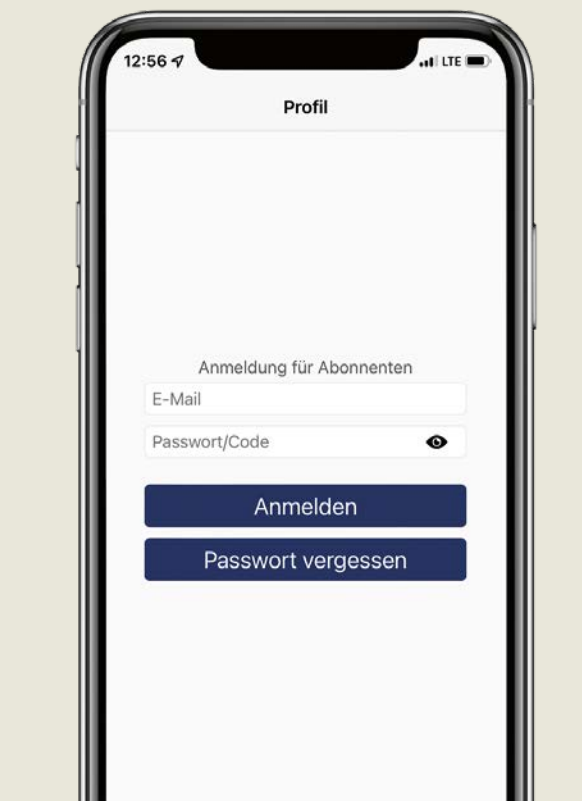 12:56 LTE
Profil
Anmeldung für Abonnenten
E-Mail
Passwort/Code
Anmelden
Passwort vergessen